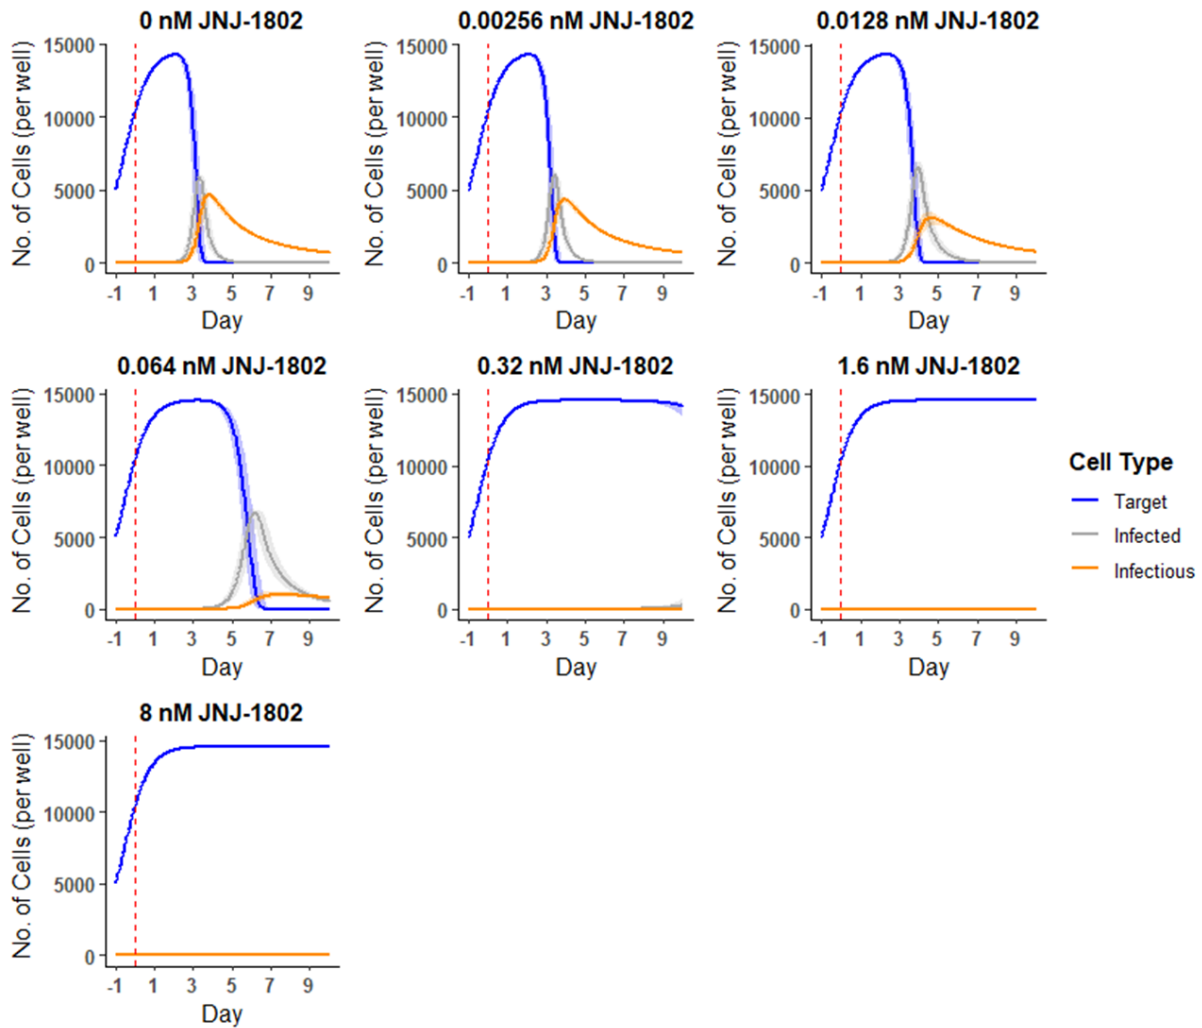 0 nM JNJ-1802
0.00256 nM JNJ-1802
0.0128 nM JNJ-1802
No. of Cells (per well)
15000
10000
5000
0
-1 1 3 5 7 9
Day
No. of Cells (per well)
15000
10000
5000
0
-1 1 3 5 7 9
Day
No. of Cells (per well)
15000
10000
5000
0
-1 1 3 5 7 9
Day
0.064 nM JNJ-1802
0.32 nM JNJ-1802
1.6 nM JNJ-1802
No. of Cells (per well)
15000
10000
5000
0
-1 1 3 5 7 9
Day
No. of Cells (per well)
15000
10000
5000
0
-1 1 3 5 7 9
Day
No. of Cells (per well)
15000
10000
5000
0
-1 1 3 5 7 9
Day
Cell Type
Target
Infected
Infectious
8 nM JNJ-1802
No. of Cells (per well)
15000
10000
5000
0
-1 1 3 5 7 9
Day